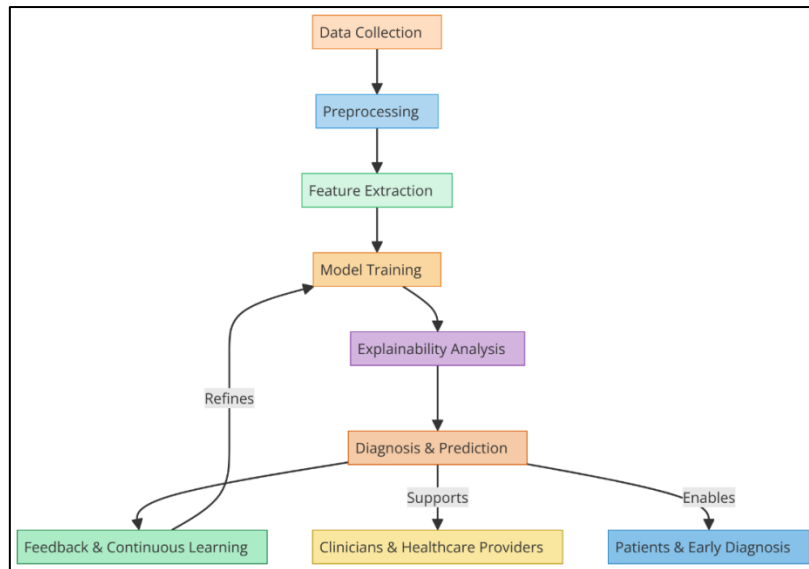 Data Collection
Preprocessing
Feature Extraction
Model Training
Explainability Analysis
Refines
Diagnosis & Prediction
Supports
Enables
Feedback & Continuous Learning
Clinicians & Healthcare Providers
Patients & Early Diagnosis